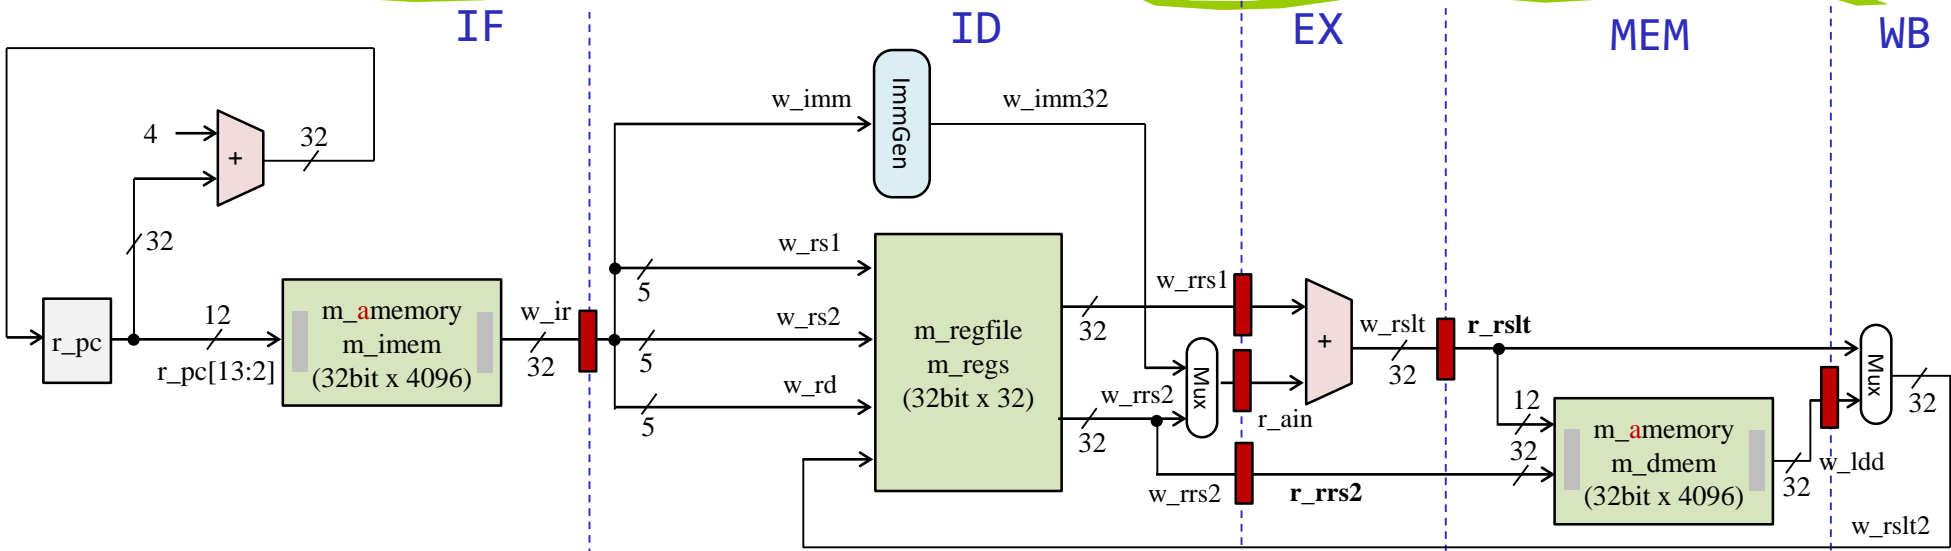 IF
ID
EX
MEM
WB
4
+
32
32
r_pc
12
r_pc[13:2]
m_amemory
m_imem
(32bit x 4096)
w_ir
32
w_imm
ImmGen
w_imm32
w_rs1
5
w_rs2
5
w_rd
5
m_regfile
m_regs
(32bit x 32)
w_rrs1
32
w_rrs2
32
Mux
r_ain
w_rrs2
r_rrs2
+
w_rslt
32
r_rslt
12
32
m_amemory
m_dmem
(32bit x 4096)
32
w_ldd
Mux
32
w_rslt2